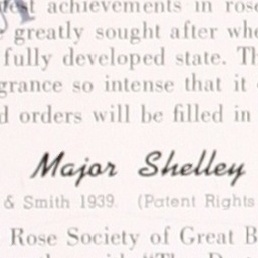 test achievements in rose
greatly sought after whe
fully developed state. Th
grance so intense that it
d orders will be filled in
Major Shelley
& Smith 1939. (Patent Rights
Rose Society of Great B